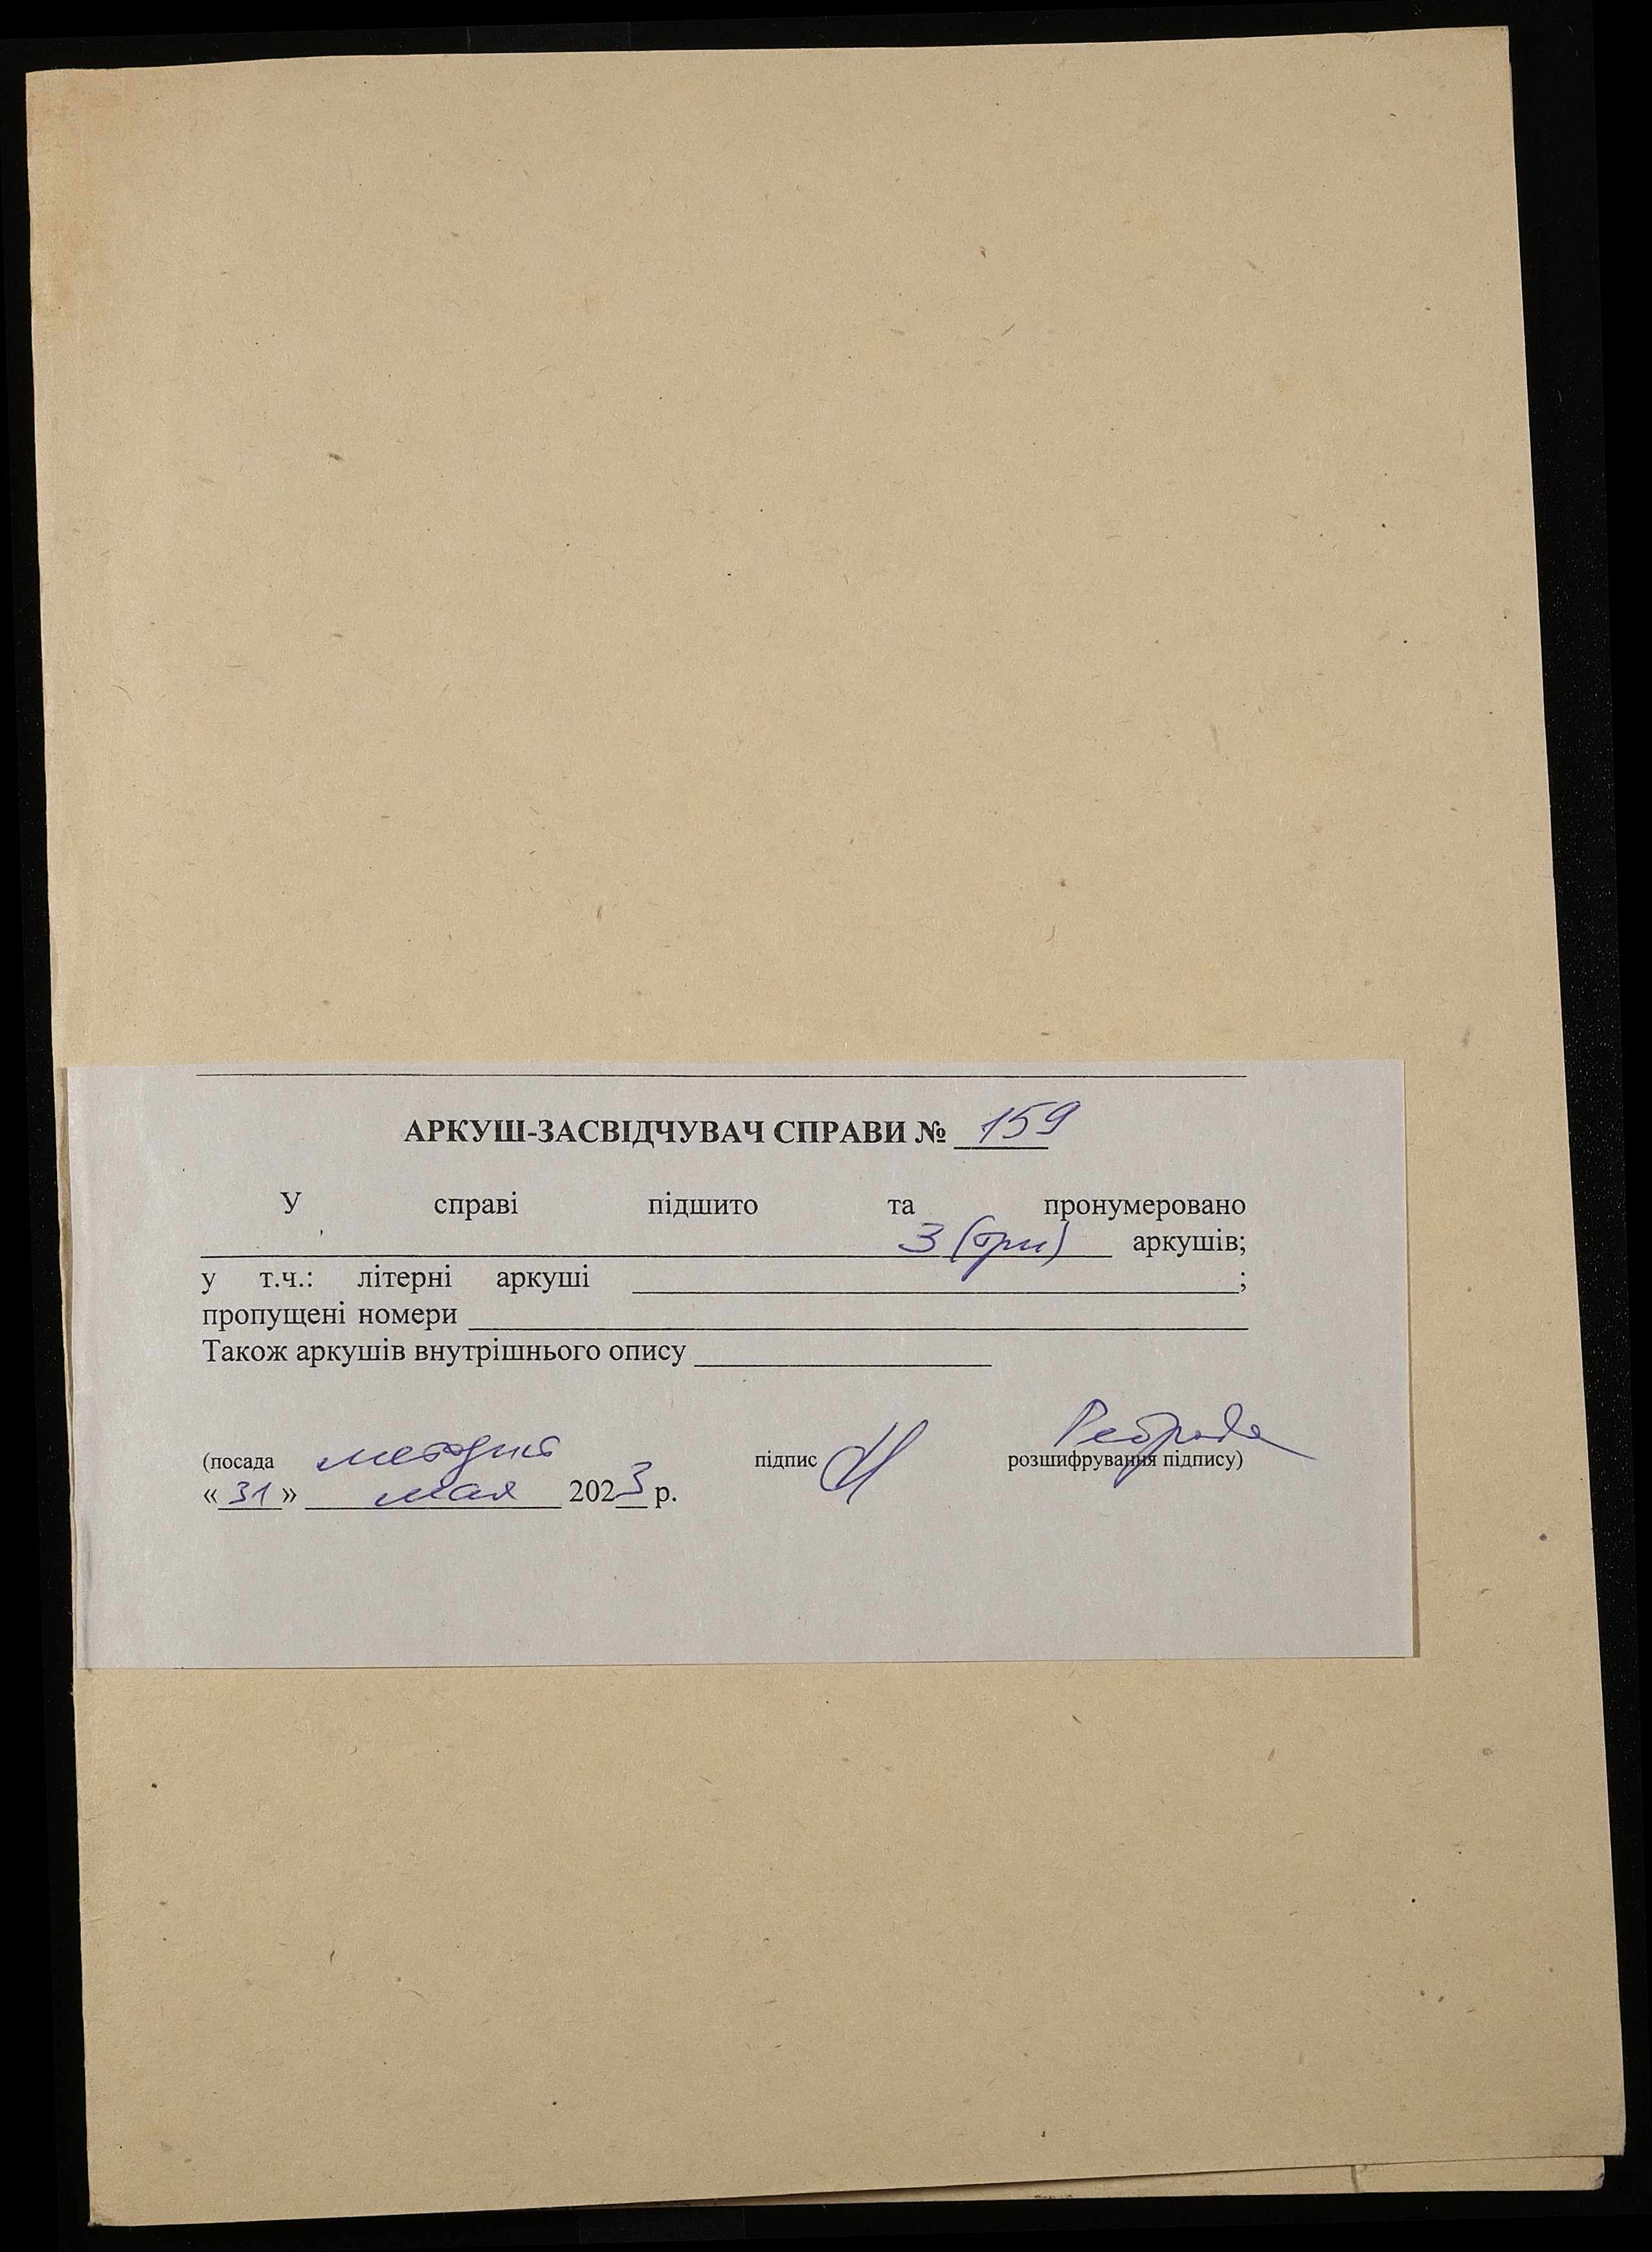 АРКУШ-ЗАСВІДЧУВАЧ СПРАВИ № 159
У справі підшито та пронумеровано
3 (три) аркушів;
у т.ч.: літерні аркуші ;
пропущені номери
Також аркушів внутрішнього опису
(посада методист підпис розшифрування підпису)
« 31 » мая 2023 р.